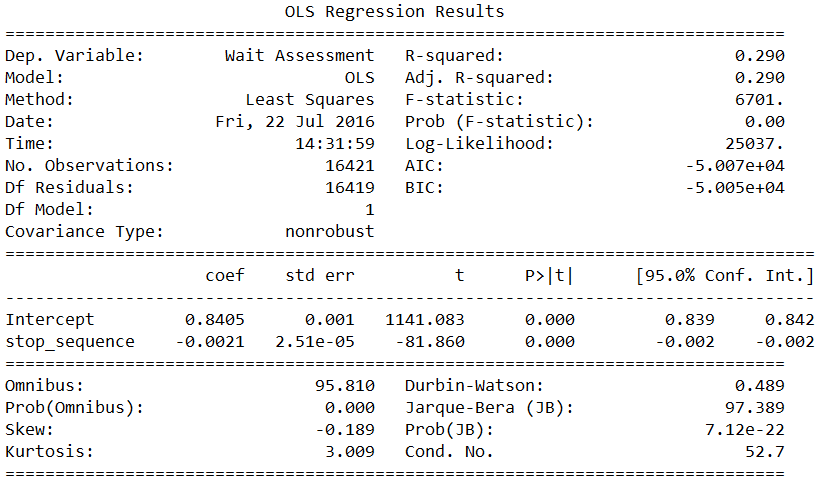 OLS Regression Results
==============================================================================
Dep. Variable:        Wait Assessment   R-squared:                       0.290
Model:                            OLS   Adj. R-squared:                  0.290
Method:                 Least Squares   F-statistic:                     6701.
Date:                Fri, 22 Jul 2016   Prob (F-statistic):               0.00
Time:                        14:31:59   Log-Likelihood:                 25037.
No. Observations:               16421   AIC:                        -5.007e+04
Df Residuals:                   16419   BIC:                        -5.005e+04
Df Model:                           1
Covariance Type:            nonrobust
=================================================================================
                    coef    std err          t      P>|t|      [95.0% Conf. Int.]
---------------------------------------------------------------------------------
Intercept         0.8405      0.001   1141.083      0.000         0.839     0.842
stop_sequence    -0.0021   2.51e-05    -81.860      0.000        -0.002    -0.002
==============================================================================
Omnibus:                       95.810   Durbin-Watson:                   0.489
Prob(Omnibus):                  0.000   Jarque-Bera (JB):               97.389
Skew:                          -0.189   Prob(JB):                     7.12e-22
Kurtosis:                       3.009   Cond. No.                         52.7
==============================================================================